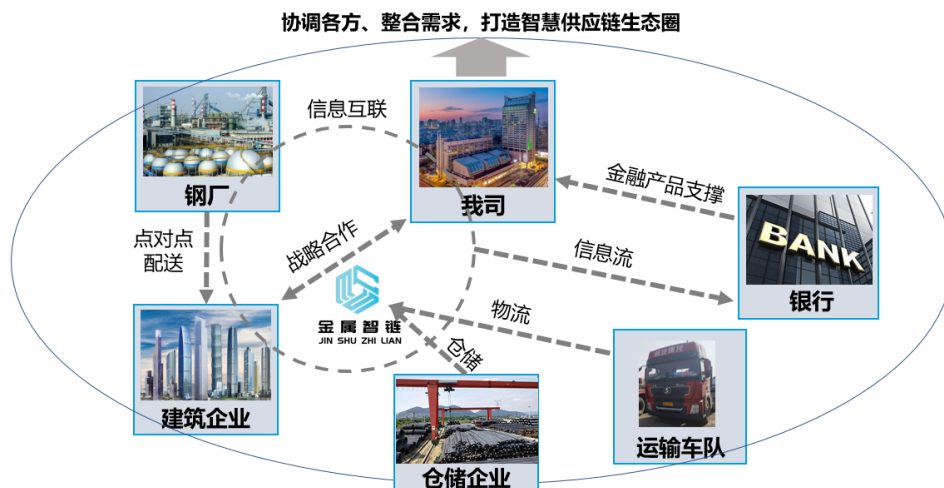 协调各方、整合需求，打造智慧供应链生态圈
信息互联
钢厂
我司
金融产品支撑
点对点
配送
战略合作
信息流
BANK
银行
物流
金属智链
JIN SHU ZHI LIAN
仓储
建筑企业
运输车队
仓储企业